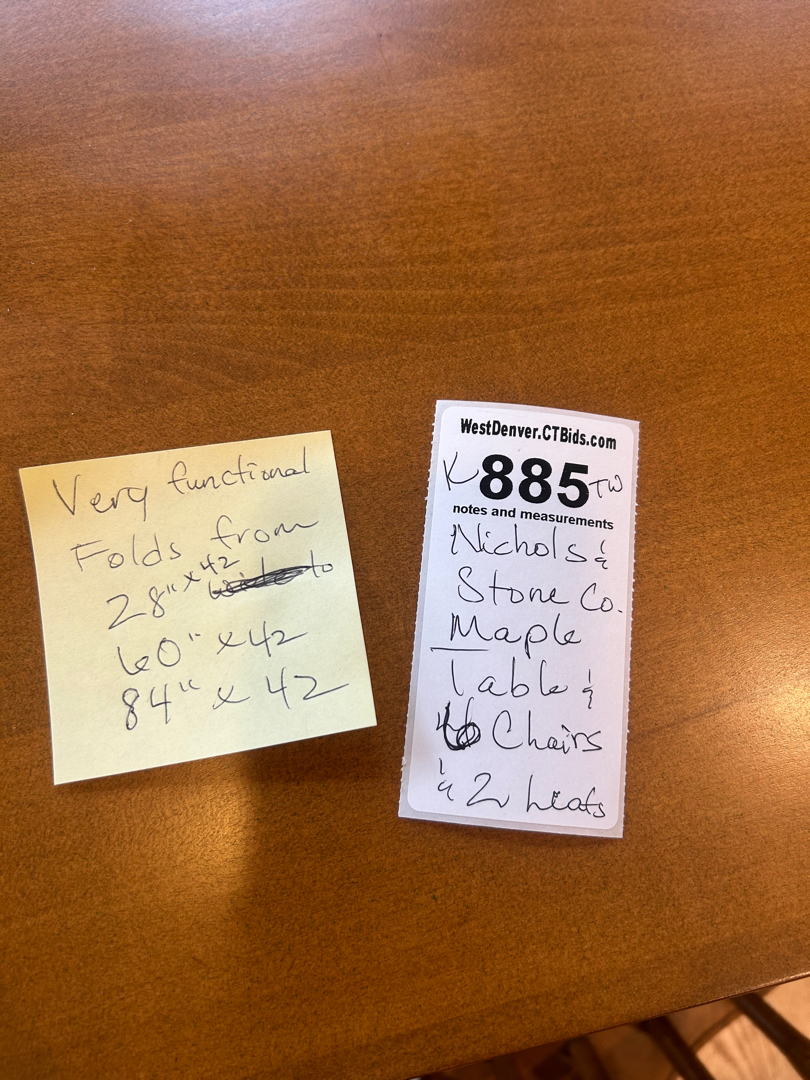 Very functional
Folds from
28" x 42 to
60" x 42
84" x 42
WestDenver.CTBids.com
K 885 TW
notes and measurements
Nichols &
Stone Co.
Maple
Table &
6 Chairs
& 2 Leafs